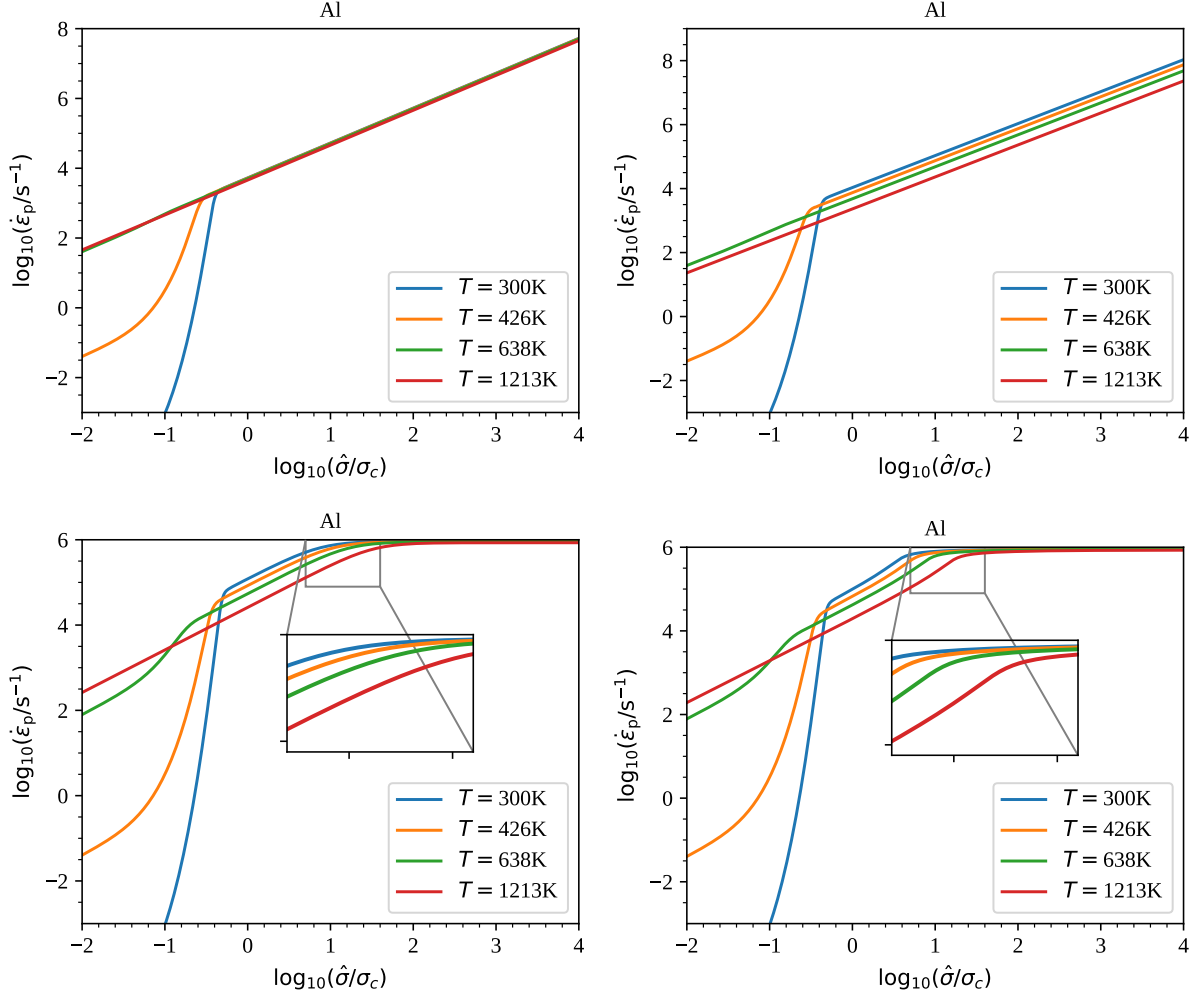 Al
8
6
4
2
0
−2
log₁₀(ε̇ₚ/s⁻¹)
T = 300K
T = 426K
T = 638K
T = 1213K
−2 −1 0 1 2 3 4
log₁₀(σ̂/σ_c)
Al
8
6
4
2
0
−2
log₁₀(ε̇ₚ/s⁻¹)
T = 300K
T = 426K
T = 638K
T = 1213K
−2 −1 0 1 2 3 4
log₁₀(σ̂/σ_c)
Al
6
4
2
0
−2
log₁₀(ε̇ₚ/s⁻¹)
T = 300K
T = 426K
T = 638K
T = 1213K
−2 −1 0 1 2 3 4
log₁₀(σ̂/σ_c)
Al
6
4
2
0
−2
log₁₀(ε̇ₚ/s⁻¹)
T = 300K
T = 426K
T = 638K
T = 1213K
−2 −1 0 1 2 3 4
log₁₀(σ̂/σ_c)